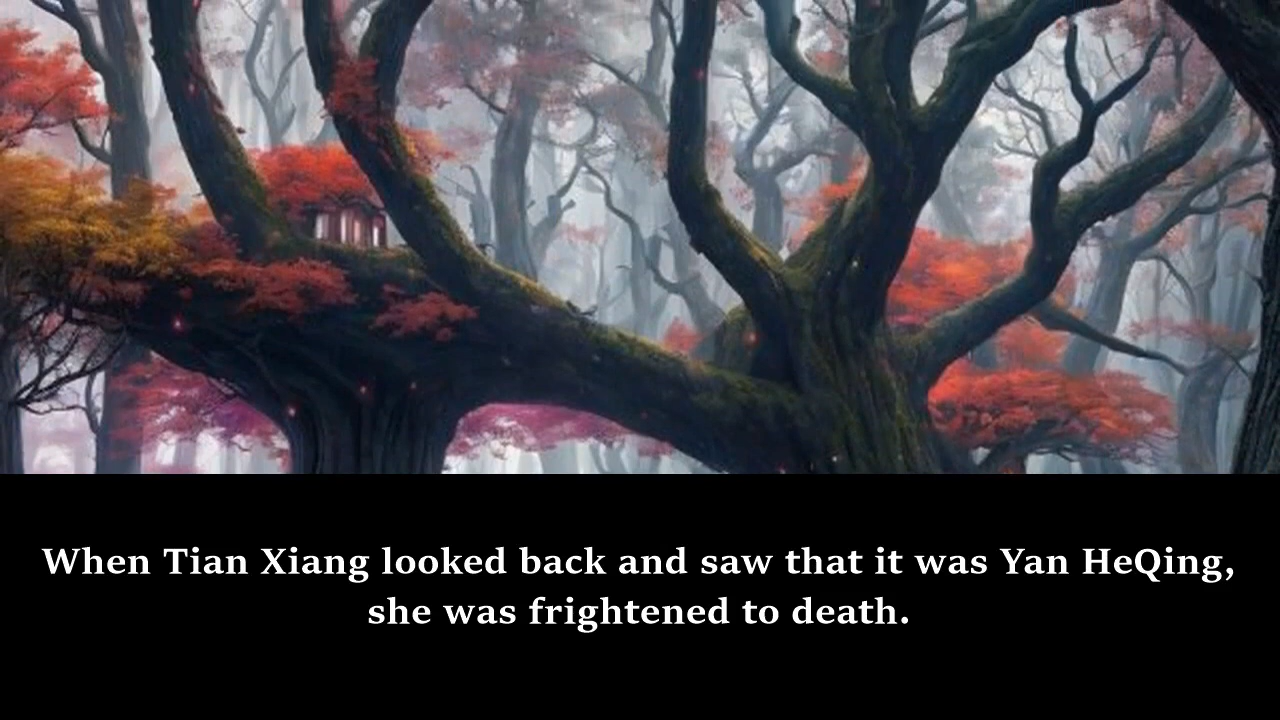 When Tian Xiang looked back and saw that it was Yan HeQing,
she was frightened to death.